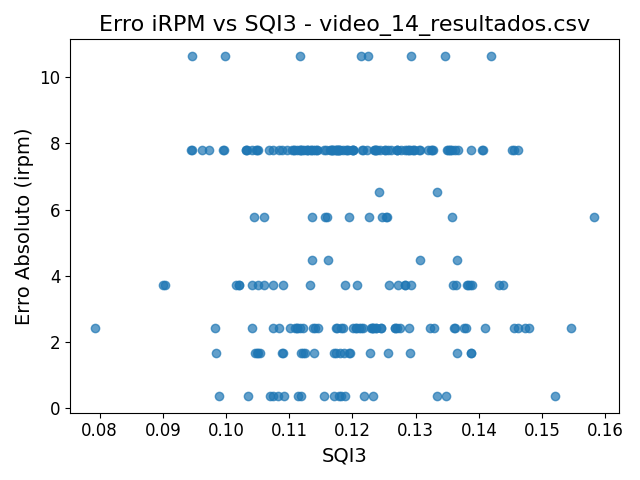 Erro iRPM vs SQI3 - video_14_resultados.csv
Erro Absoluto (irpm)
10
8
6
4
2
0
0.08 0.09 0.10 0.11 0.12 0.13 0.14 0.15 0.16
SQI3